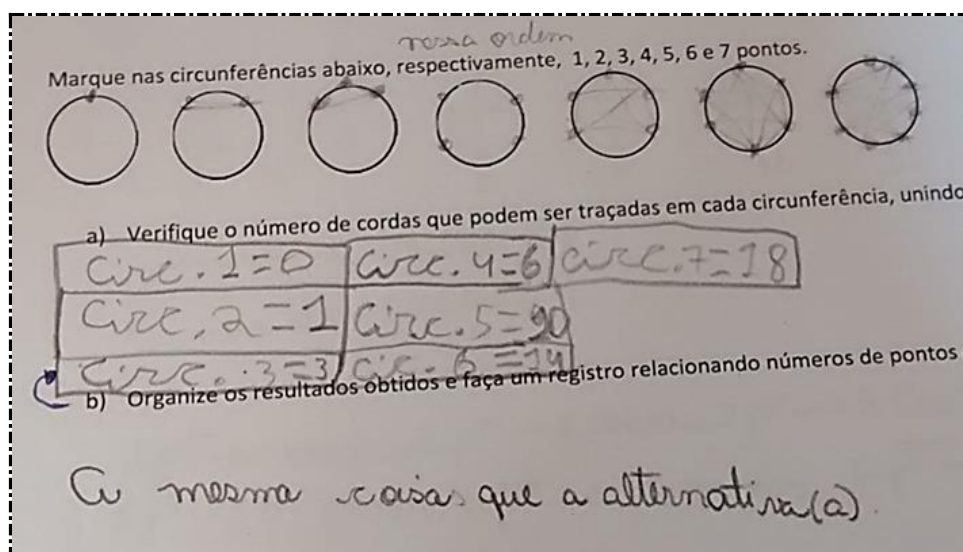 nessa ordem
Marque nas circunferências abaixo, respectivamente, 1, 2, 3, 4, 5, 6 e 7 pontos.
a) Verifique o número de cordas que podem ser traçadas em cada circunferência, unindo
Circ. 1=0 Circ. 4=6 Circ. 7=18
Circ. 2=1 Circ. 5=90
Circ. 3=3 Cic. 6=14
b) Organize os resultados obtidos e faça um registro relacionando números de pontos
a mesma coisa que a alternativa (a).